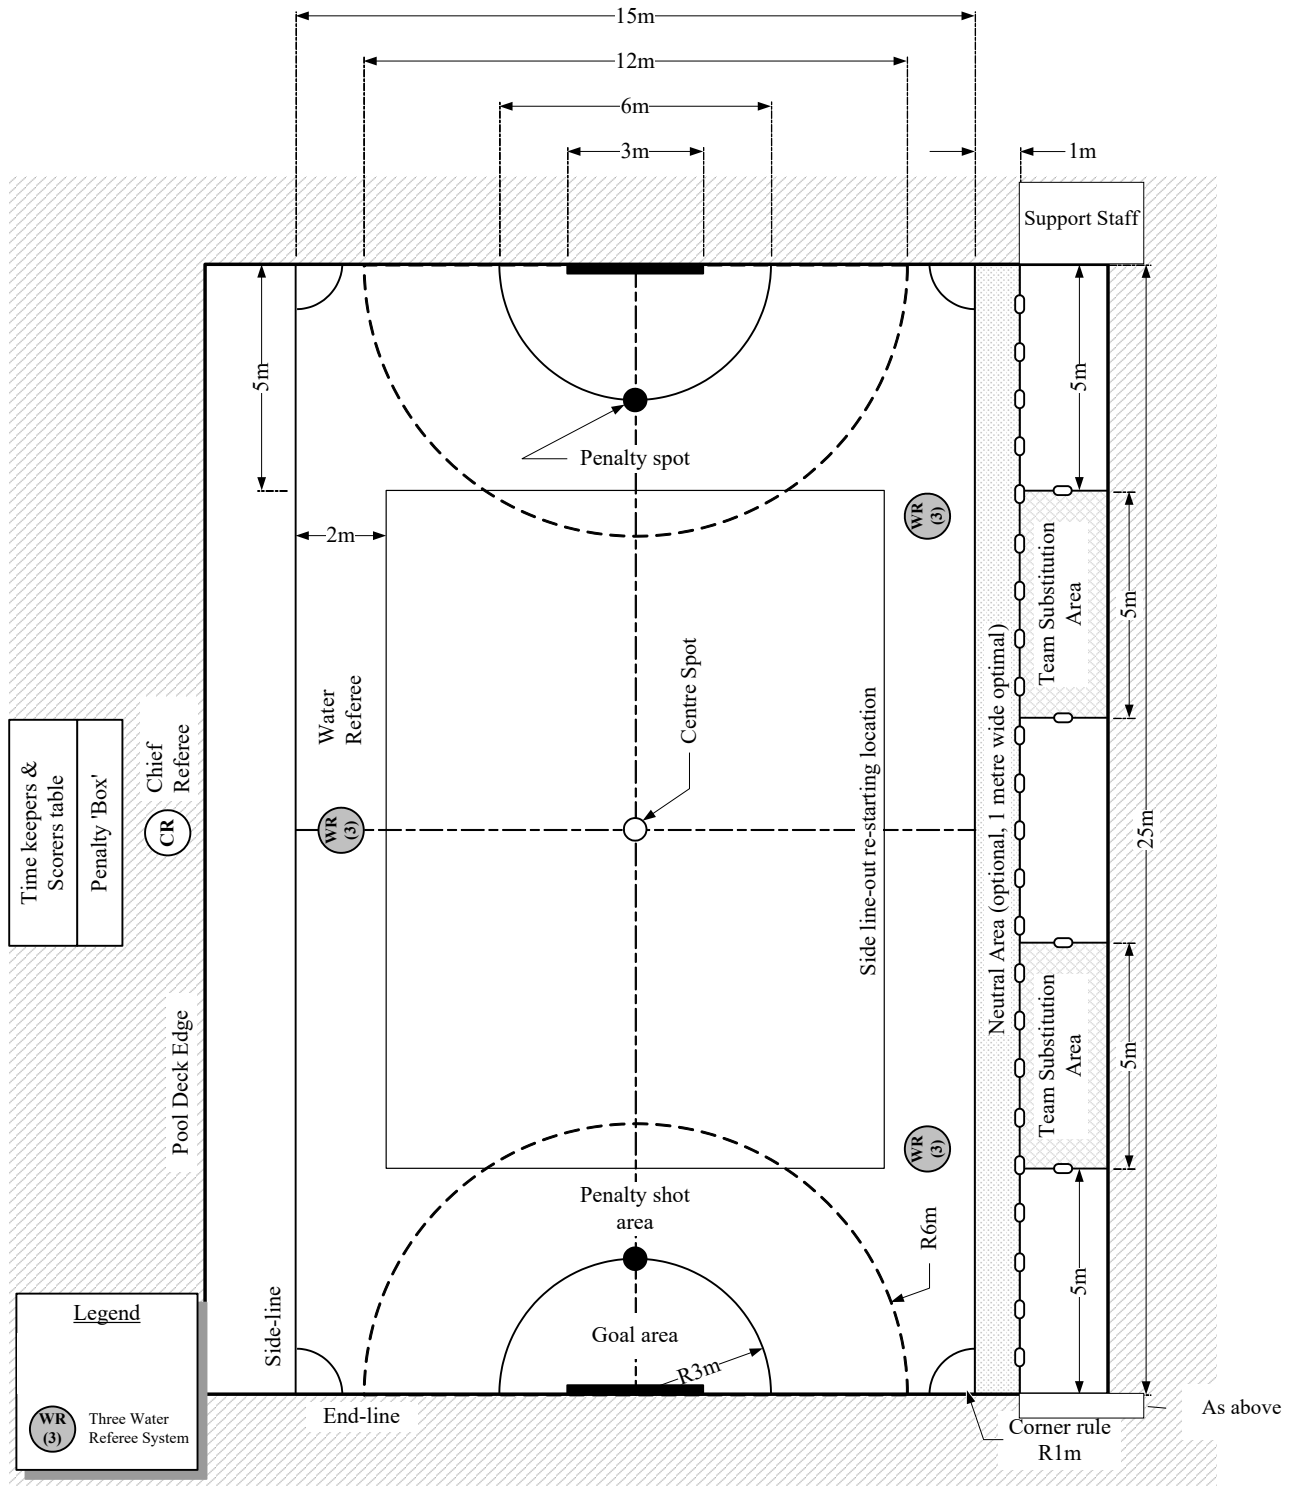 15m
12m
6m
3m
1m
Support Staff
5m
5m
Penalty spot
WR
(3)
2m
Team Substitution
Area
5m
Centre Spot
Water
Referee
Side line-out re-starting location
Neutral Area (optional, 1 metre wide optimal)
Chief
Referee
Time keepers &
Scorers table
Penalty 'Box'
CR
WR
(3)
25m
Pool Deck Edge
Team Substitution
Area
5m
WR
(3)
Penalty shot
area
R6m
5m
Side-line
Goal area
R3m
Legend
WR
(3)
Three Water
Referee System
End-line
As above
Corner rule
R1m